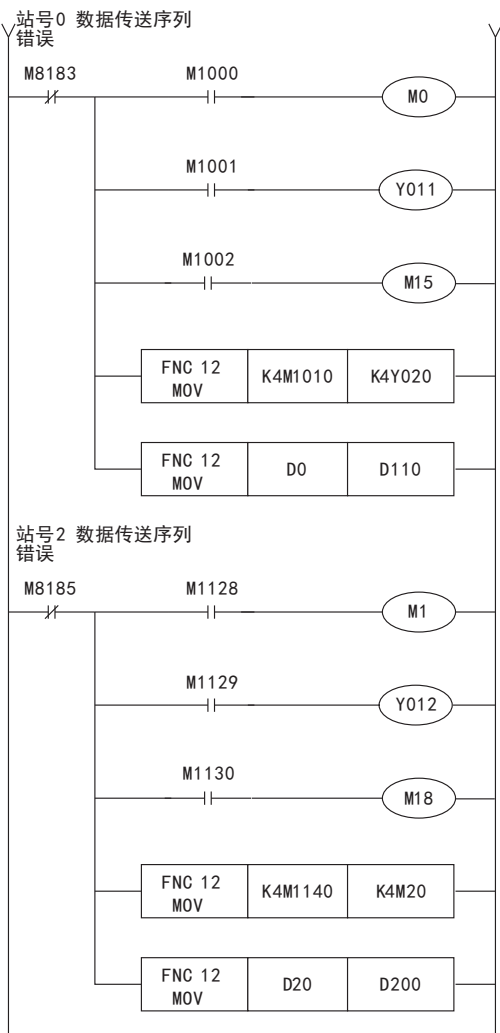 站号0 数据传送序列
错误
M8183
M1000
M0
M1001
Y011
M1002
M15
FNC 12
MOV
K4M1010
K4Y020
FNC 12
MOV
D0
D110
站号2 数据传送序列
错误
M8185
M1128
M1
M1129
Y012
M1130
M18
FNC 12
MOV
K4M1140
K4M20
FNC 12
MOV
D20
D200